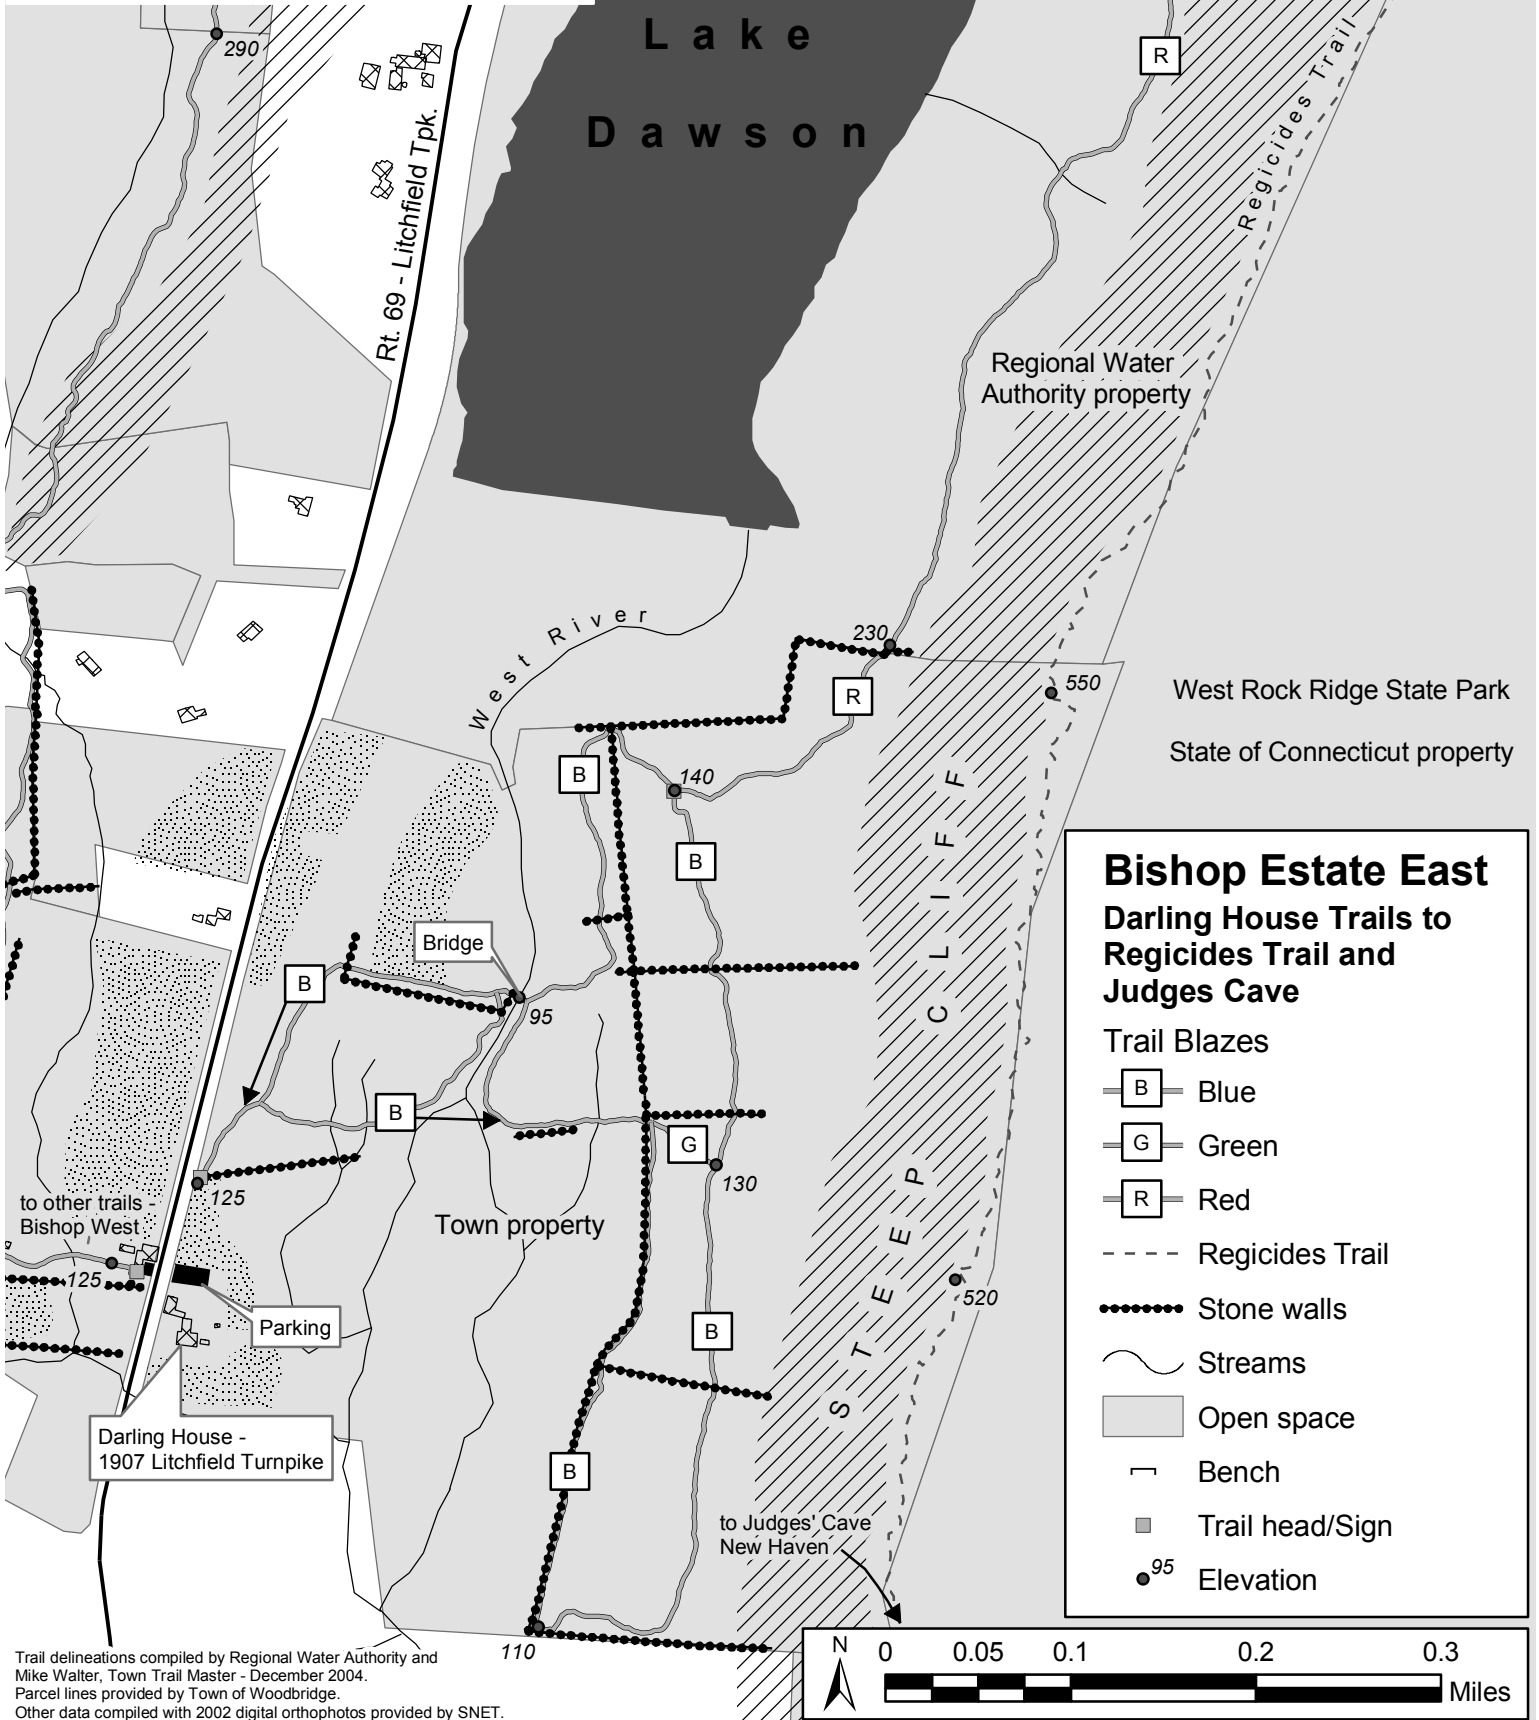 Lake
Dawson
290
R
Rt. 69 - Litchfield Tpk.
Regicides Trail
Regional Water
Authority property
West River
230
R
550
West Rock Ridge State Park
State of Connecticut property
B
140
B
STEEP CLIFF
Bridge
B
95
B
G
130
125
to other trails -
Bishop West
125
Town property
520
Parking
B
Darling House -
1907 Litchfield Turnpike
B
to Judges' Cave
New Haven
110
Bishop Estate East
Darling House Trails to
Regicides Trail and
Judges Cave
Trail Blazes
B Blue
G Green
R Red
Regicides Trail
Stone walls
Streams
Open space
Bench
Trail head/Sign
95 Elevation
N
0 0.05 0.1 0.2 0.3
Miles
Trail delineations compiled by Regional Water Authority and
Mike Walter, Town Trail Master - December 2004.
Parcel lines provided by Town of Woodbridge.
Other data compiled with 2002 digital orthophotos provided by SNET.